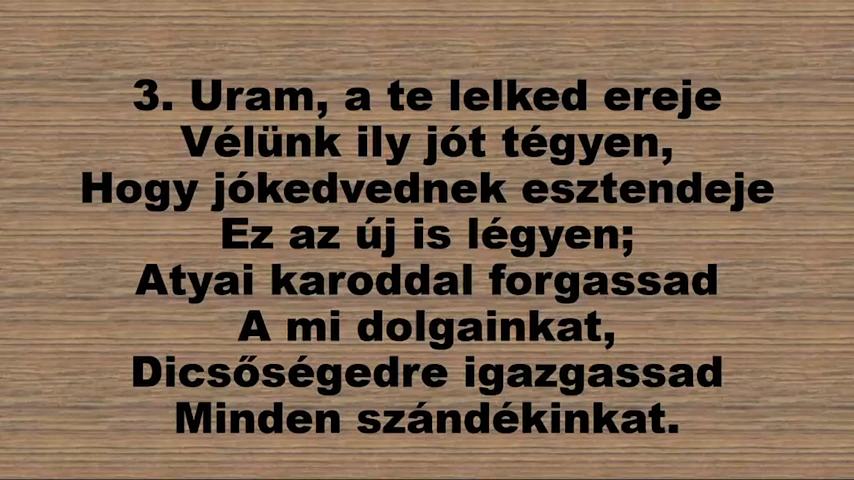 3. Uram, a te lelked ereje
Vélünk ily jót tégyen,
Hogy jókedvednek esztendeje
Ez az új is légyen;
Atyai karoddal forgassad
A mi dolgainkat,
Dicsőségedre igazgassad
Minden szándékinkat.